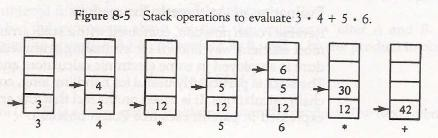 Figure 8-5 Stack operations to evaluate 3 • 4 + 5 • 6.
4 6
3 3 12 5 5 30
12 12 12 42
3 4 * 5 6 * +